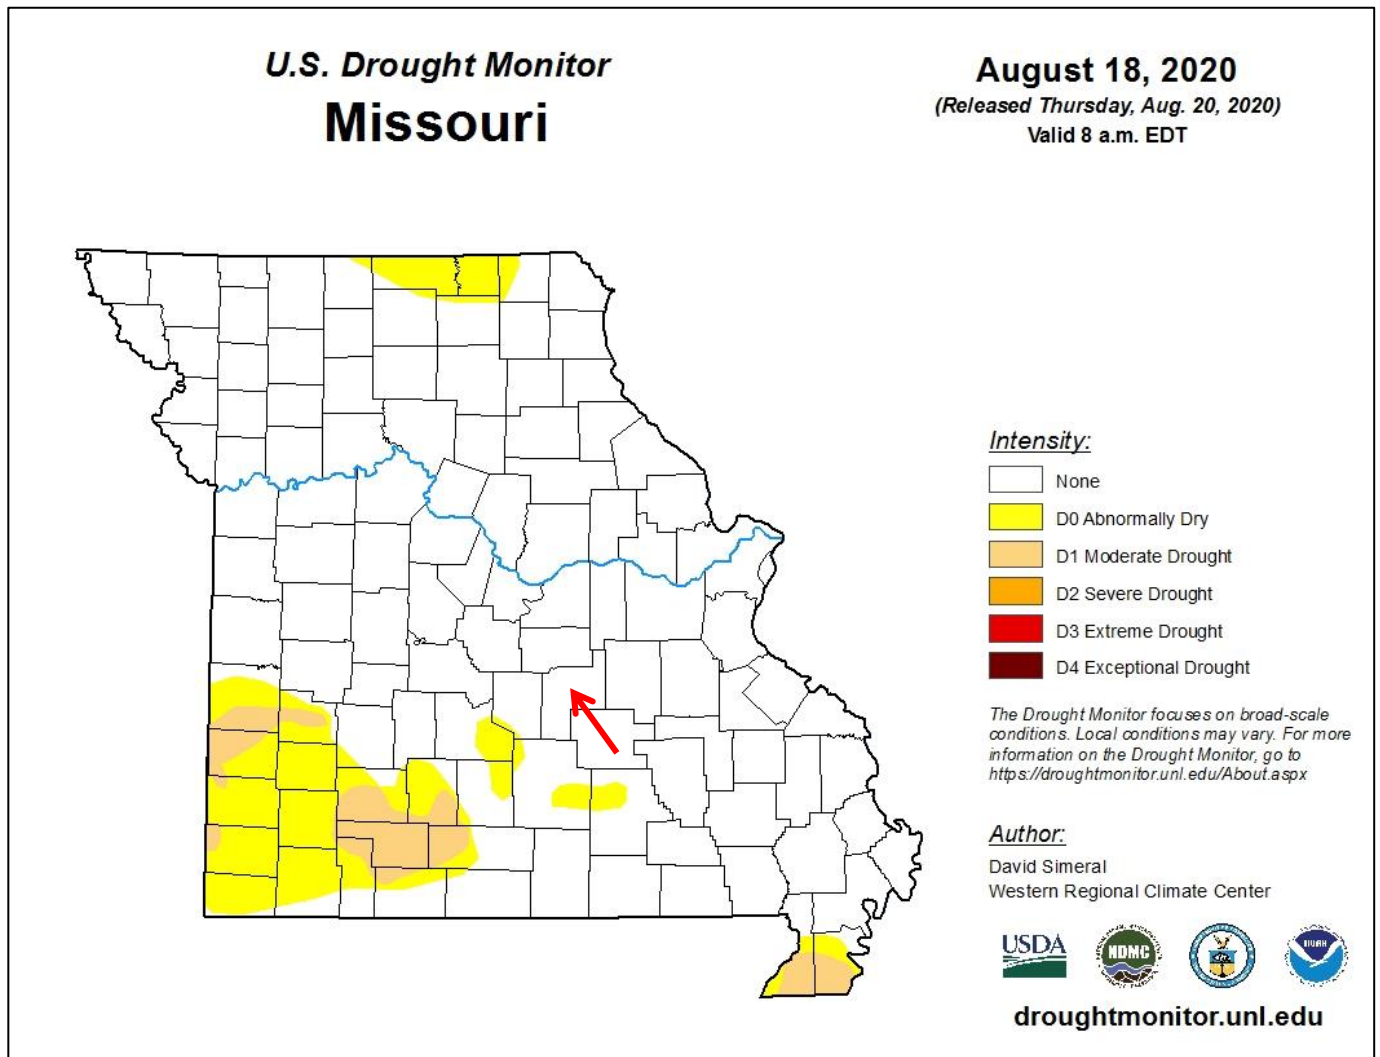 U.S. Drought Monitor
Missouri
August 18, 2020
(Released Thursday, Aug. 20, 2020)
Valid 8 a.m. EDT
Intensity:
None
D0 Abnormally Dry
D1 Moderate Drought
D2 Severe Drought
D3 Extreme Drought
D4 Exceptional Drought
The Drought Monitor focuses on broad-scale
conditions. Local conditions may vary. For more
information on the Drought Monitor, go to
https://droughtmonitor.unl.edu/About.aspx
Author:
David Simeral
Western Regional Climate Center
USDA
NDMC
droughtmonitor.unl.edu